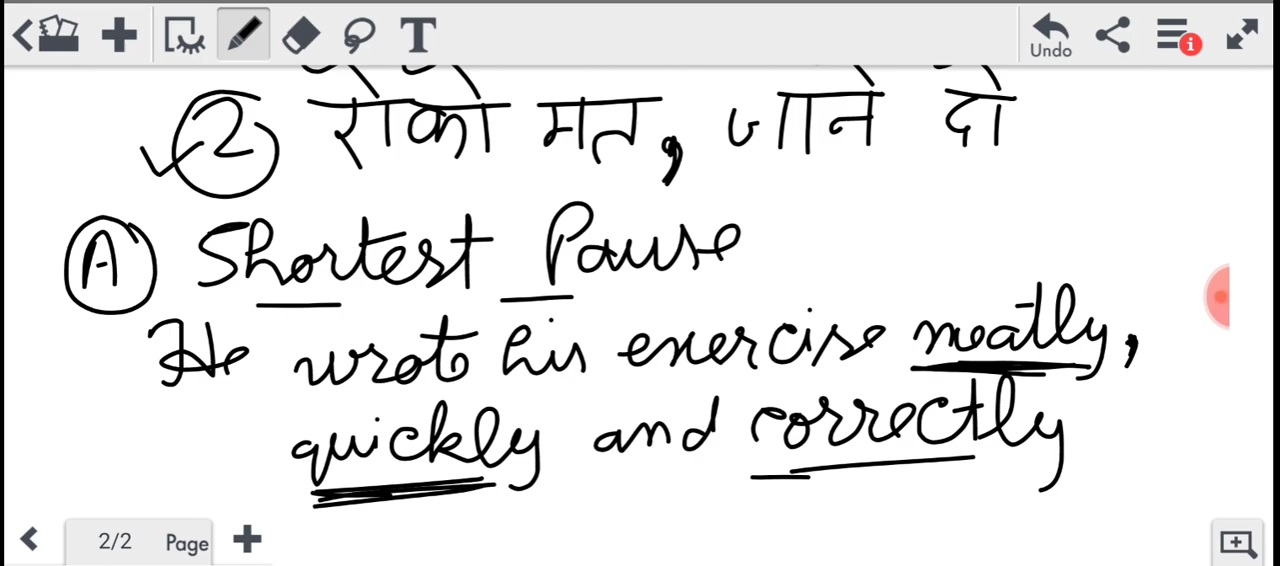 Undo
② रोको मत, जाने दो
Ⓐ Shortest Pause
He wrote his exercise neatly,
quickly and correctly
2/2 Page